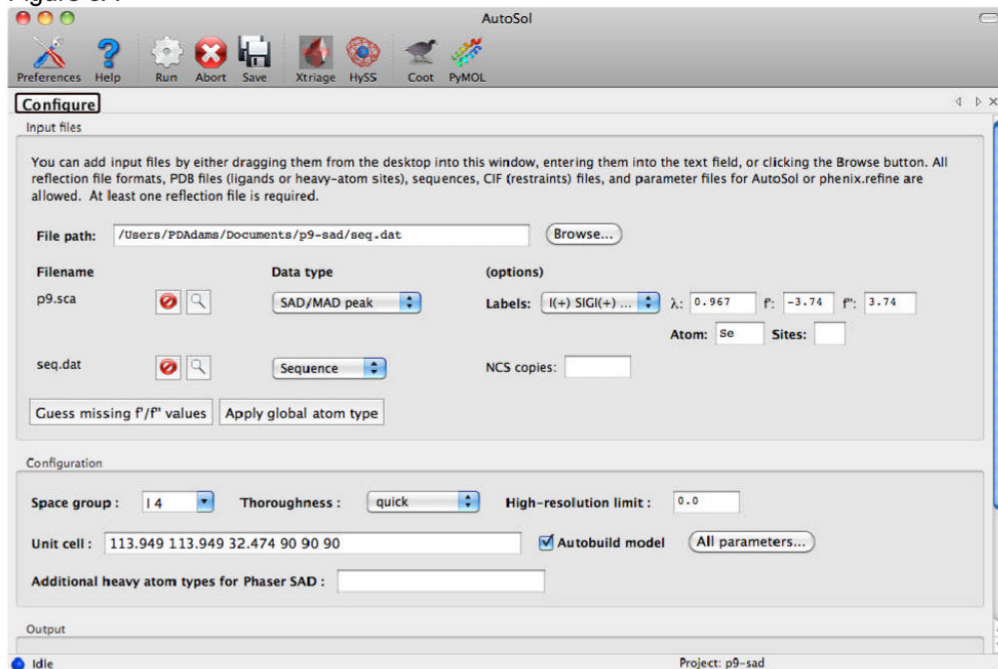 AutoSol
Preferences Help Run Abort Save Xtriage HySS Coot PyMOL
Configure
Input files
You can add input files by either dragging them from the desktop into this window, entering them into the text field, or clicking the Browse button. All
reflection file formats, PDB files (ligands or heavy-atom sites), sequences, CIF (restraints) files, and parameter files for AutoSol or phenix.refine are
allowed. At least one reflection file is required.
File path: /Users/PDAdams/Documents/p9-sad/seq.dat Browse...
Filename Data type (options)
p9.sca SAD/MAD peak Labels: I(+) SIGI(+) ... λ: 0.967 f': -3.74 f": 3.74
Atom: Se Sites:
seq.dat Sequence NCS copies:
Guess missing f'/f" values Apply global atom type
Configuration
Space group : I 4 Thoroughness : quick High-resolution limit : 0.0
Unit cell : 113.949 113.949 32.474 90 90 90 Autobuild model All parameters...
Additional heavy atom types for Phaser SAD :
Output
Idle Project: p9-sad